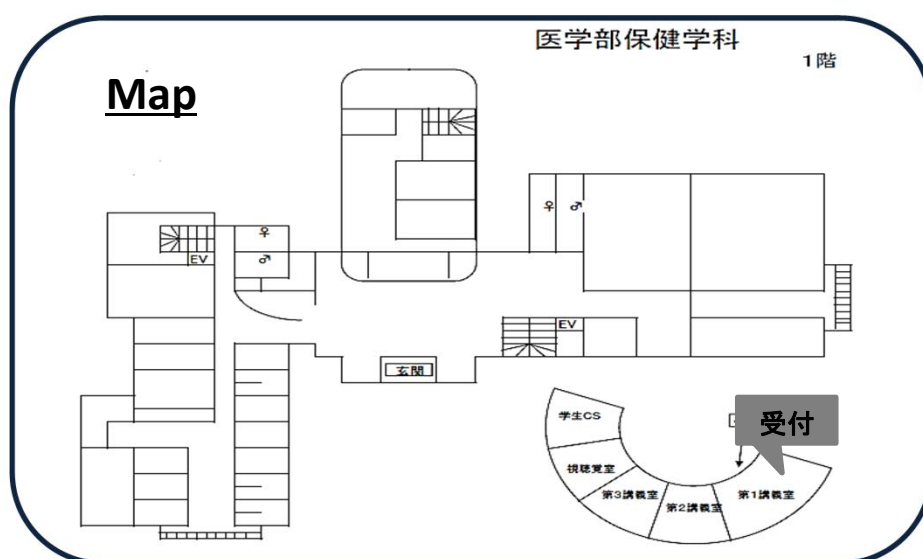 医学部保健学科
1階
Map
♀ ♂
♀
EV
♂
EV
玄関
学生CS
受付
視聴覚室
第3講義室
第2講義室
第1講義室